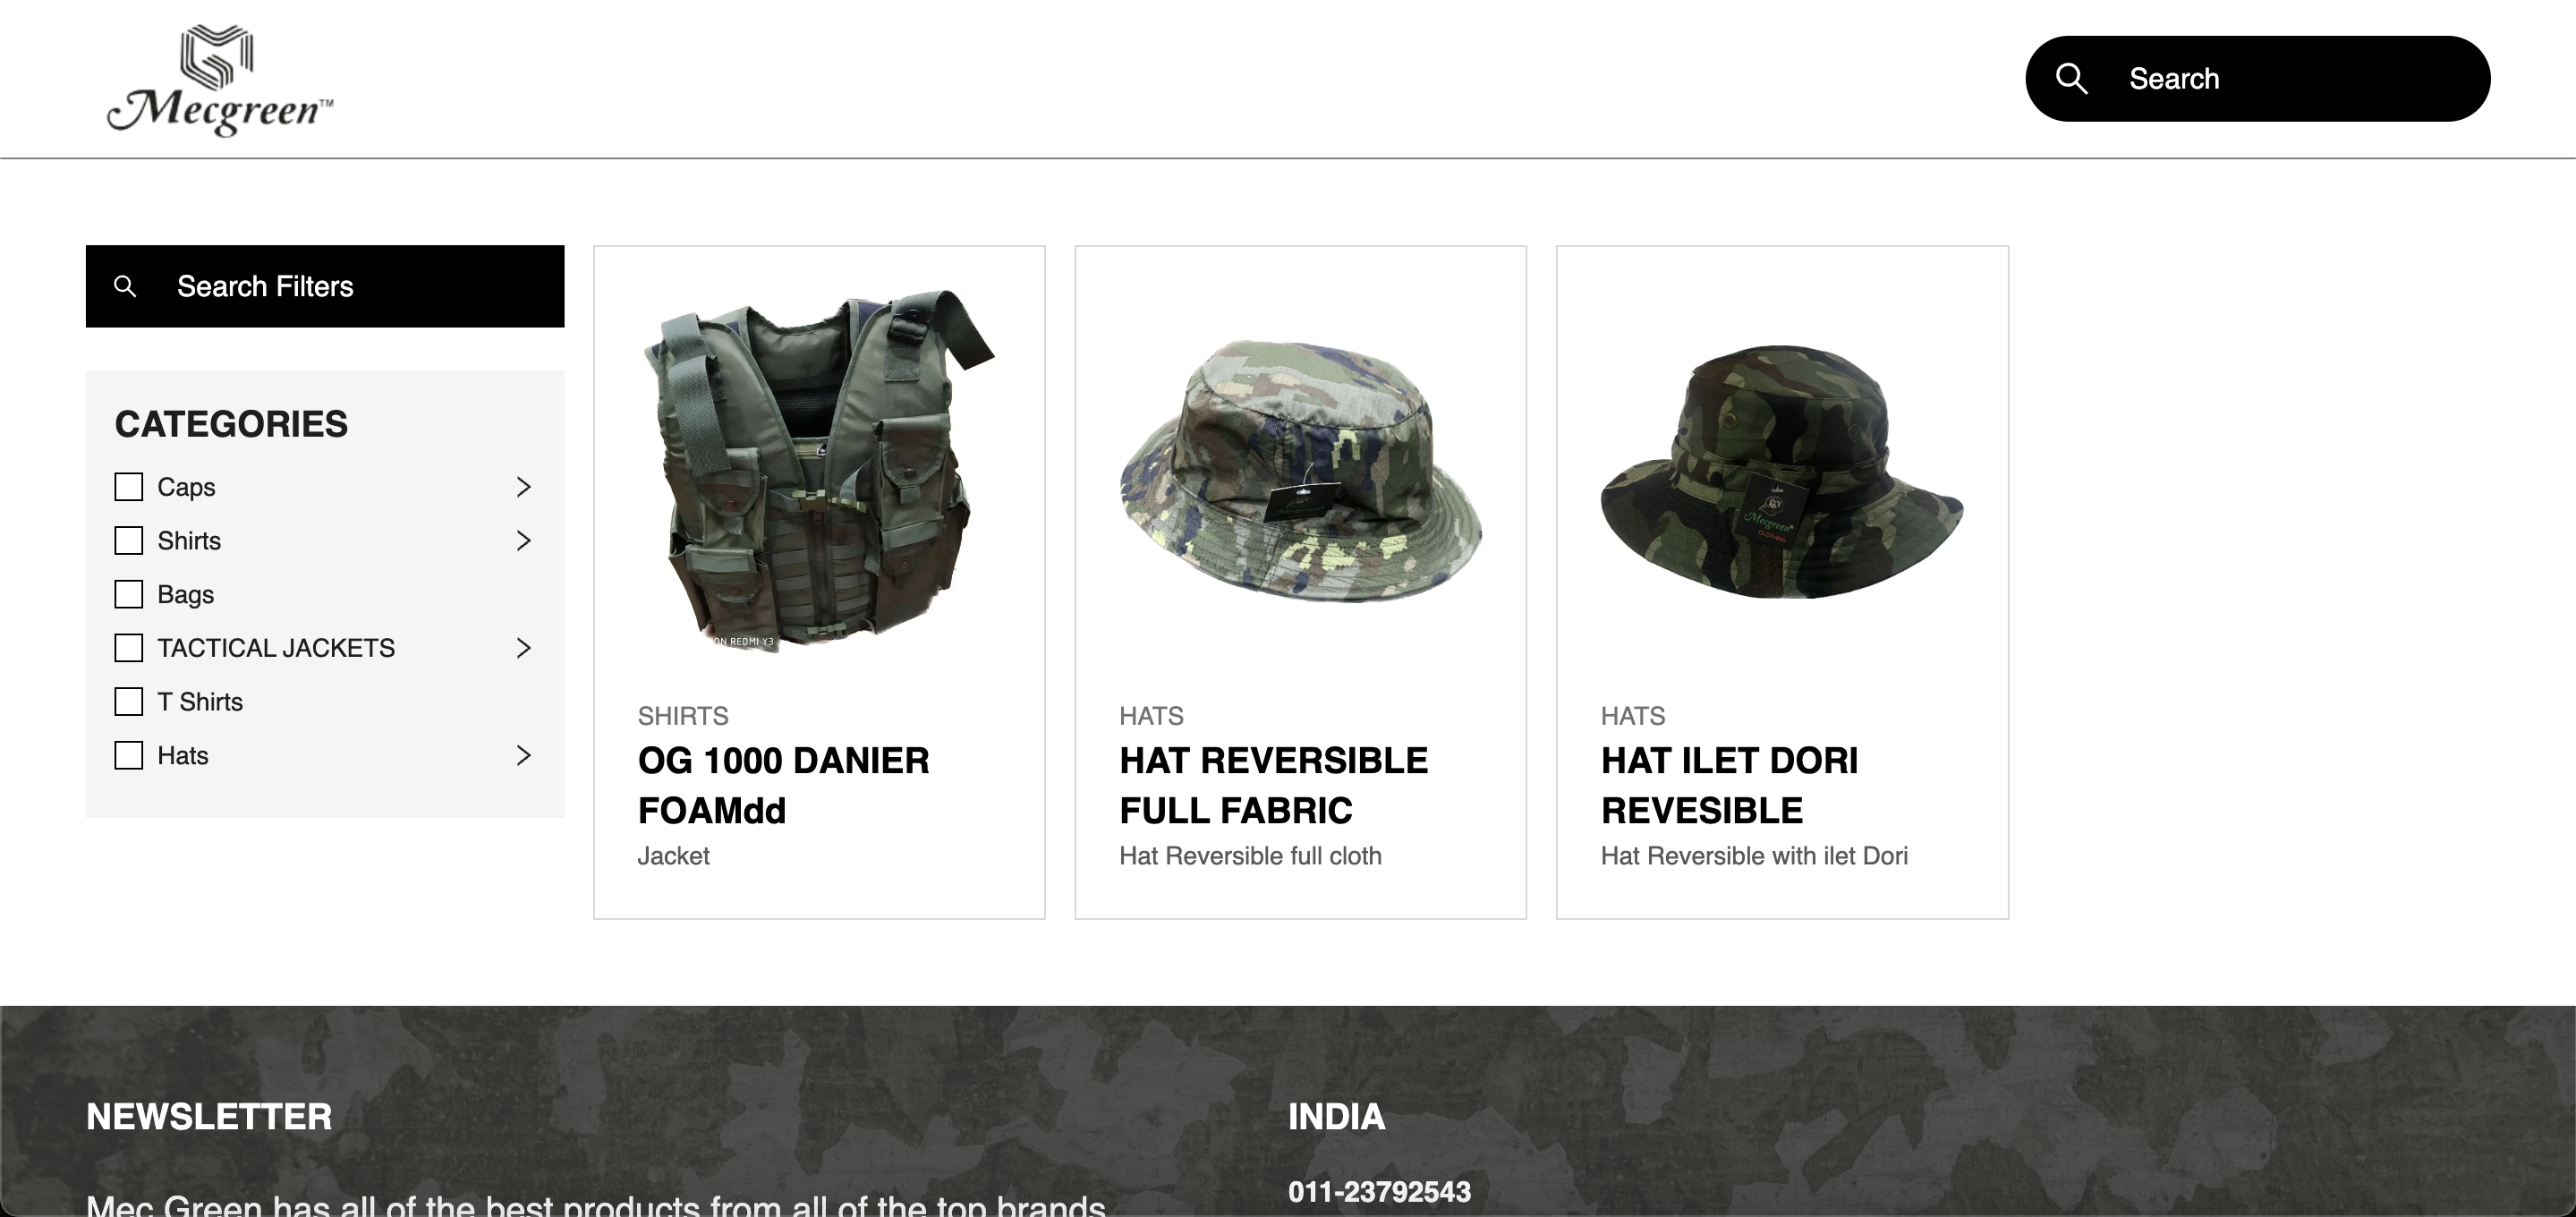 Mecgreen™
Search
Search Filters
CATEGORIES
Caps
Shirts
Bags
TACTICAL JACKETS
T Shirts
Hats
ON REDMI Y3
SHIRTS
OG 1000 DANIER
FOAMdd
Jacket
Mecgreen
HATS
HAT REVERSIBLE
FULL FABRIC
Hat Reversible full cloth
Mecgreen
CLOTHING
HATS
HAT ILET DORI
REVESIBLE
Hat Reversible with ilet Dori
NEWSLETTER
Mec Green has all of the best products from all of the top brands
INDIA
011-23792543